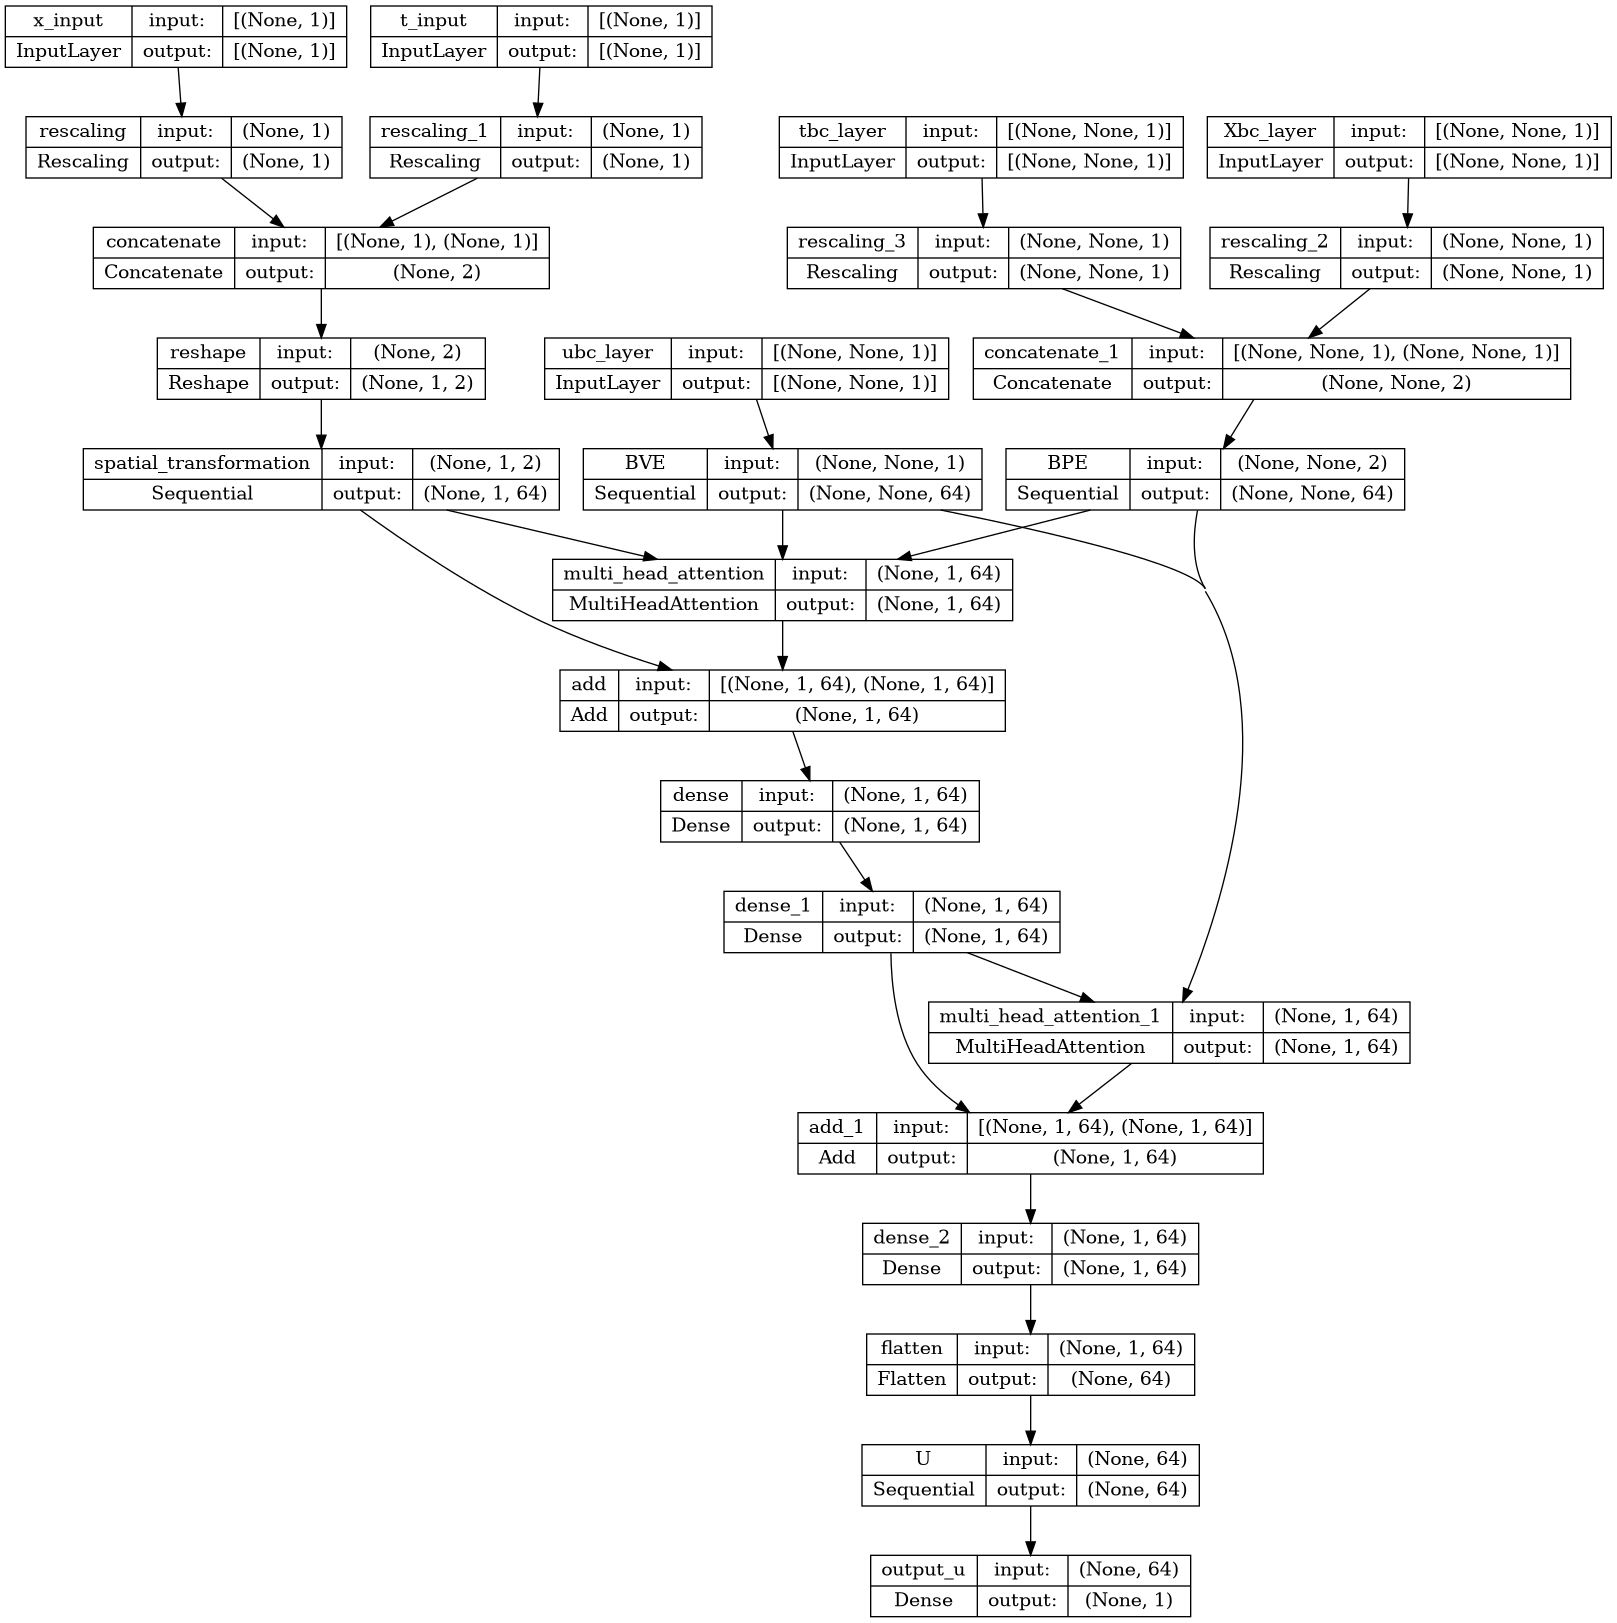 x_input input: [(None, 1)]
InputLayer output: [(None, 1)]
t_input input: [(None, 1)]
InputLayer output: [(None, 1)]
rescaling input: (None, 1)
Rescaling output: (None, 1)
rescaling_1 input: (None, 1)
Rescaling output: (None, 1)
tbc_layer input: [(None, None, 1)]
InputLayer output: [(None, None, 1)]
Xbc_layer input: [(None, None, 1)]
InputLayer output: [(None, None, 1)]
concatenate input: [(None, 1), (None, 1)]
Concatenate output: (None, 2)
rescaling_3 input: (None, None, 1)
Rescaling output: (None, None, 1)
rescaling_2 input: (None, None, 1)
Rescaling output: (None, None, 1)
reshape input: (None, 2)
Reshape output: (None, 1, 2)
ubc_layer input: [(None, None, 1)]
InputLayer output: [(None, None, 1)]
concatenate_1 input: [(None, None, 1), (None, None, 1)]
Concatenate output: (None, None, 2)
spatial_transformation input: (None, 1, 2)
Sequential output: (None, 1, 64)
BVE input: (None, None, 1)
Sequential output: (None, None, 64)
BPE input: (None, None, 2)
Sequential output: (None, None, 64)
multi_head_attention input: (None, 1, 64)
MultiHeadAttention output: (None, 1, 64)
add input: [(None, 1, 64), (None, 1, 64)]
Add output: (None, 1, 64)
dense input: (None, 1, 64)
Dense output: (None, 1, 64)
dense_1 input: (None, 1, 64)
Dense output: (None, 1, 64)
multi_head_attention_1 input: (None, 1, 64)
MultiHeadAttention output: (None, 1, 64)
add_1 input: [(None, 1, 64), (None, 1, 64)]
Add output: (None, 1, 64)
dense_2 input: (None, 1, 64)
Dense output: (None, 1, 64)
flatten input: (None, 1, 64)
Flatten output: (None, 64)
U input: (None, 64)
Sequential output: (None, 64)
output_u input: (None, 64)
Dense output: (None, 1)